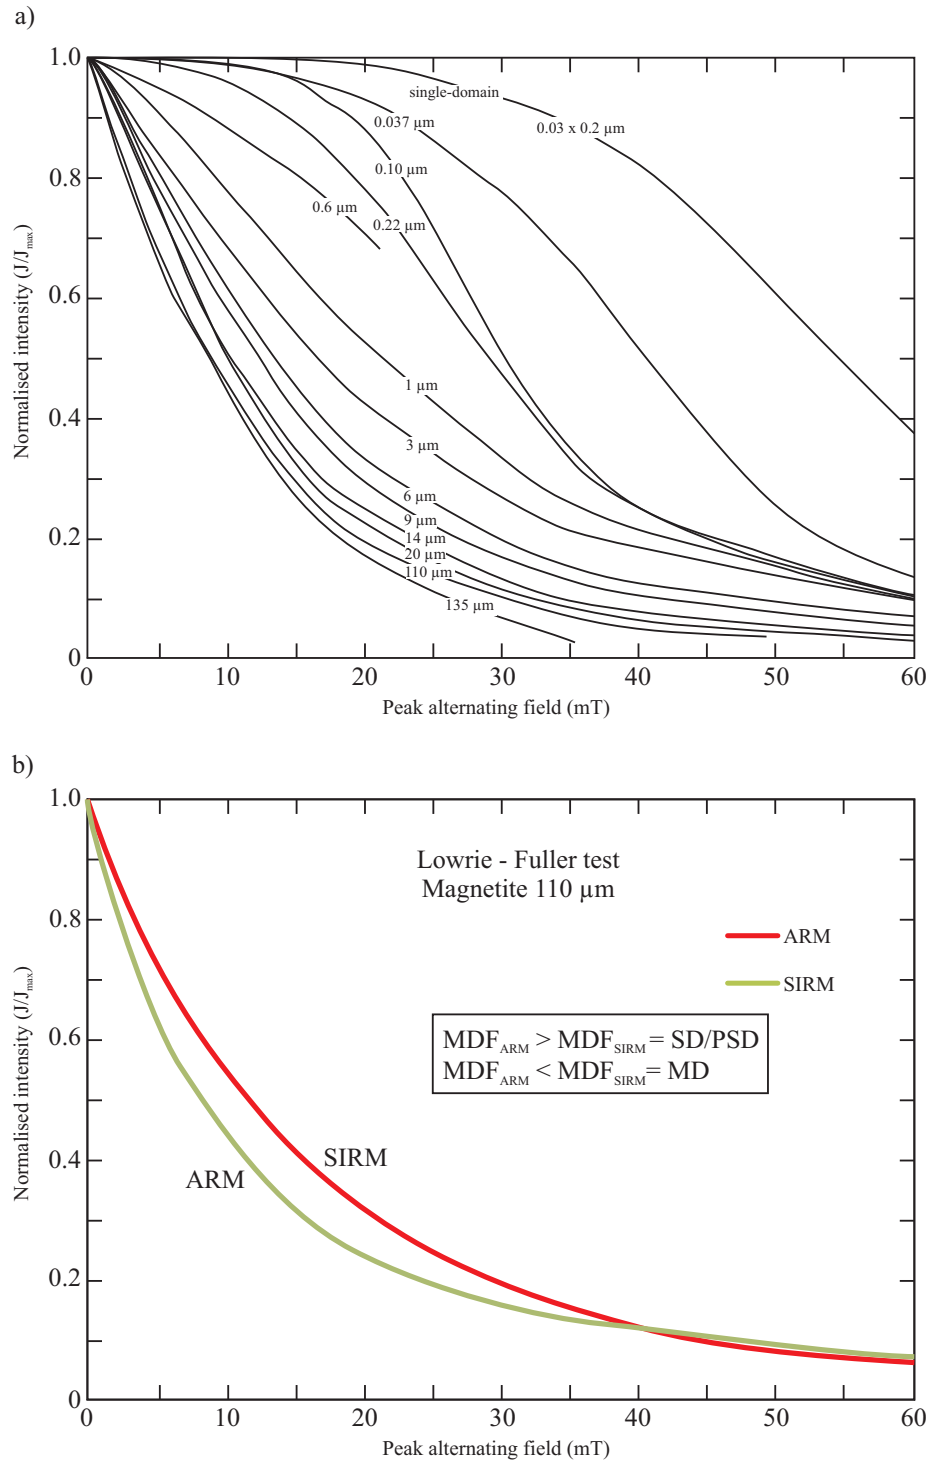 a)
1.0
0.8
0.6
0.4
0.2
0
Normalised intensity (J/Jmax)
single-domain
0.037 µm
0.03 x 0.2 µm
0.10 µm
0.6 µm
0.22 µm
1 µm
3 µm
6 µm
9 µm
14 µm
20 µm
110 µm
135 µm
0 10 20 30 40 50 60
Peak alternating field (mT)
b)
1.0
0.8
0.6
0.4
0.2
0
Normalised intensity (J/Jmax)
Lowrie - Fuller test
Magnetite 110 µm
ARM
SIRM
MDFARM > MDFSIRM = SD/PSD
MDFARM < MDFSIRM = MD
SIRM
ARM
0 10 20 30 40 50 60
Peak alternating field (mT)